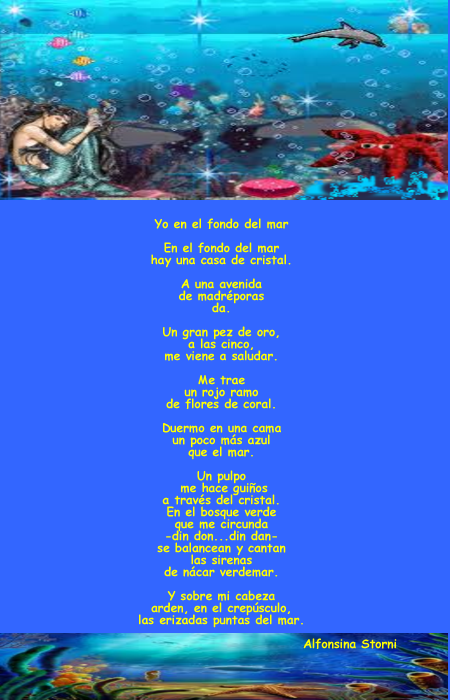 Yo en el fondo del mar
En el fondo del mar
hay una casa de cristal.
A una avenida
de madréporas
da.
Un gran pez de oro,
a las cinco,
me viene a saludar.
Me trae
un rojo ramo
de flores de coral.
Duermo en una cama
un poco más azul
que el mar.
Un pulpo
me hace guiños
a través del cristal.
En el bosque verde
que me circunda
-din don...din dan-
se balancean y cantan
las sirenas
de nácar verdemar.
Y sobre mi cabeza
arden, en el crepúsculo,
las erizadas puntas del mar.
Alfonsina Storni